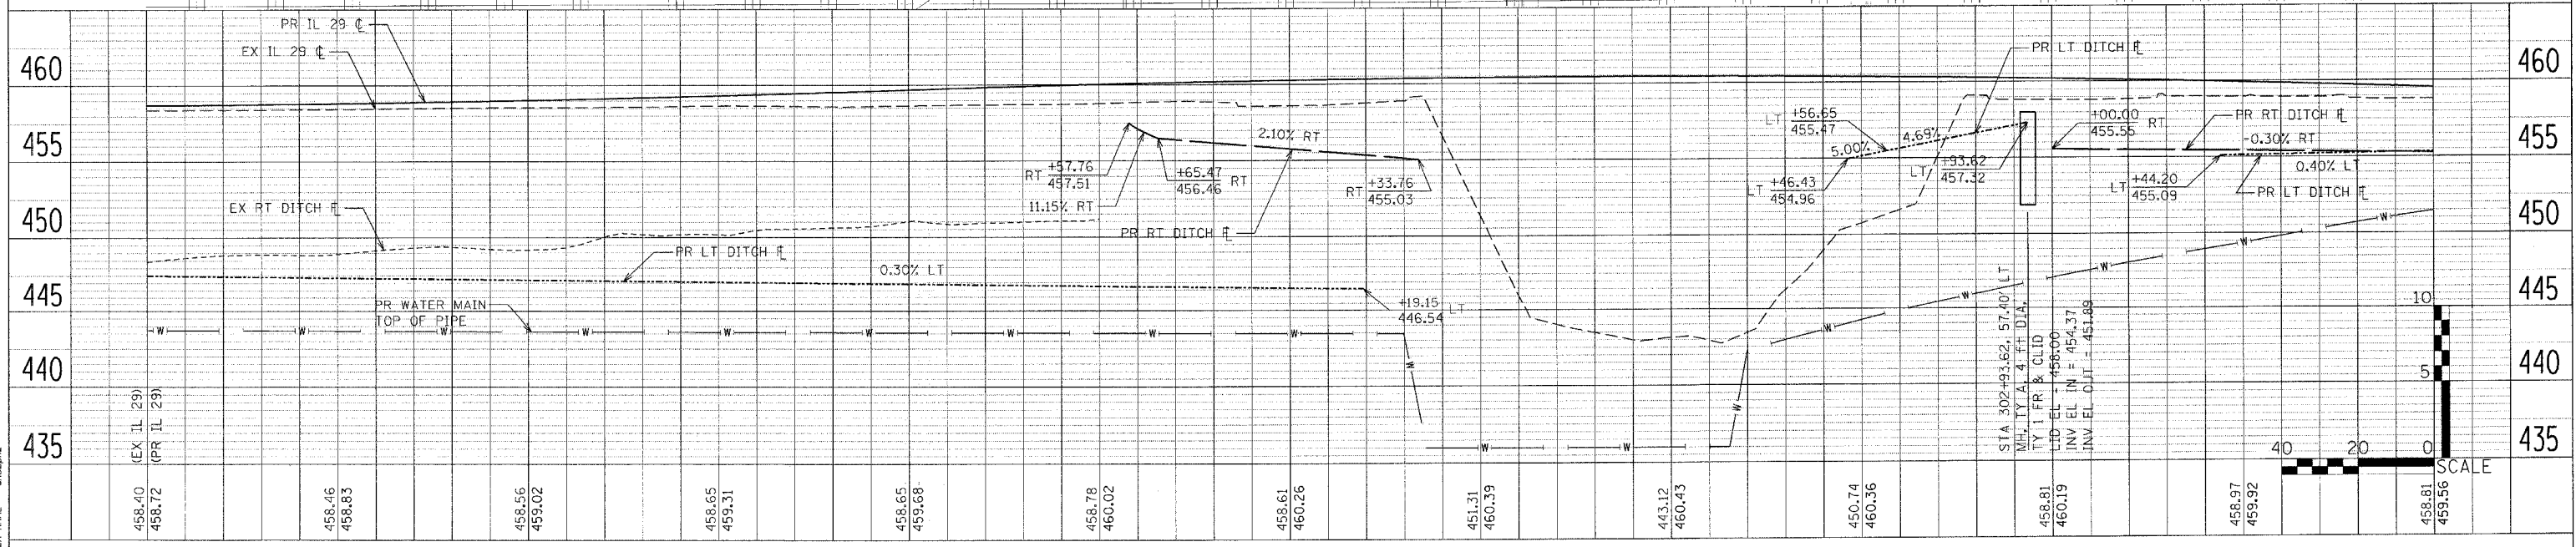 460
455
450
445
440
435
PR IL 29 ℄
EX IL 29 ℄
EX RT DITCH FL
PR LT DITCH FL
0.30% LT
PR WATER MAIN
TOP OF PIPE
W W W W W W W W W
W
W W
W
W W W W W
RT +57.76
457.51
11.15% RT
+65.47 RT
456.46
2.10% RT
PR RT DITCH FL
RT +33.76
455.03
+19.15 LT
446.54
LT +56.65
455.47
5.00%
4.69%
LT +46.43
454.96
LT +93.62
457.32
PR LT DITCH FL
+00.00 RT
455.55
PR RT DITCH FL
-0.30% RT
0.40% LT
LT +44.20
455.09
PR LT DITCH FL
STA 302+93.62, 57.40' LT
MH, TY A, 4 ft DIA,
TY 1 FR & CLID
LID EL - 458.00
INV EL IN = 454.37
INV EL OUT - 451.89
10
5
0
40 20
SCALE
460
455
450
445
440
435
(EX IL 29)
(PR IL 29)
458.40
458.72
458.46
458.83
458.56
459.02
458.65
459.31
458.65
459.68
458.78
460.02
458.61
460.26
451.31
460.39
443.12
460.43
450.74
460.36
458.81
460.19
458.97
459.92
458.81
459.56